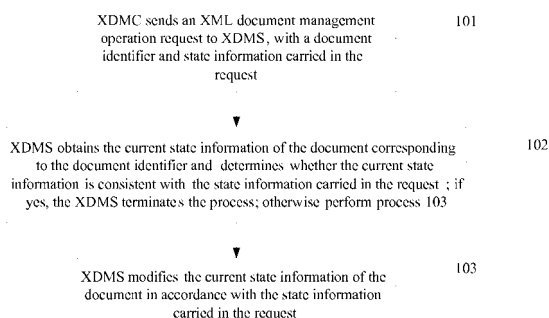 XDMC sends an XML document management
101
operation request to XDMS, with a document
identifier and state information carried in the
request
XDMS obtains the current state information of the document corresponding
102
to the document identifier and determines whether the current state
information is consistent with the state information carried in the request ; if
yes, the XDMS terminates the process; otherwise perform process 103
XDMS modifies the current state information of the
103
document in accordance with the state information
carried in the request